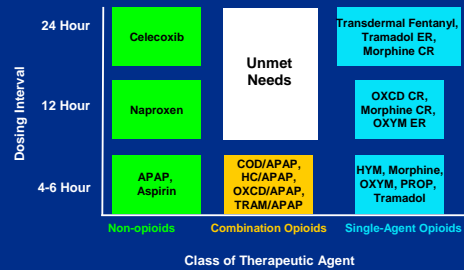 24 Hour
Celecoxib
Unmet
Needs
Transdermal Fentanyl,
Tramadol ER,
Morphine CR
Dosing Interval
12 Hour
Naproxen
OXCD CR,
Morphine CR,
OXYM ER
4-6 Hour
APAP,
Aspirin
COD/APAP,
HC/APAP,
OXCD/APAP,
TRAM/APAP
HYM, Morphine,
OXYM, PROP,
Tramadol
Non-opioids
Combination Opioids
Single-Agent Opioids
Class of Therapeutic Agent